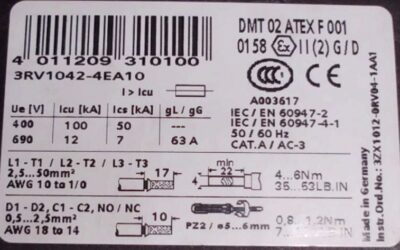 4 011209 310100
3RV1042-4EA10
I > Icu
Ue [V] Icu [kA] Ics [kA] gL / gG
400 100 50 ---
690 12 7 63 A
DMT 02 ATEX F 001
0158 Ex II (2) G / D
CCC
A003617
IEC / EN 60947-2
IEC / EN 60947-4-1
50 / 60 Hz
CAT. A / AC-3
L1 - T1 / L2 - T2 / L3 - T3
2,5...50mm²
AWG 10 to 1/0
17
min
22
4...6Nm
35...53LB.IN
D1 - D2, C1 - C2, NO / NC
0,5...2,5mm²
AWG 18 to 14
10
PZ2 / ø5...6mm
0,8...1,2Nm
Made in Germany
Instr.Ord.No.: 3ZX1012-0RV04-1AA1